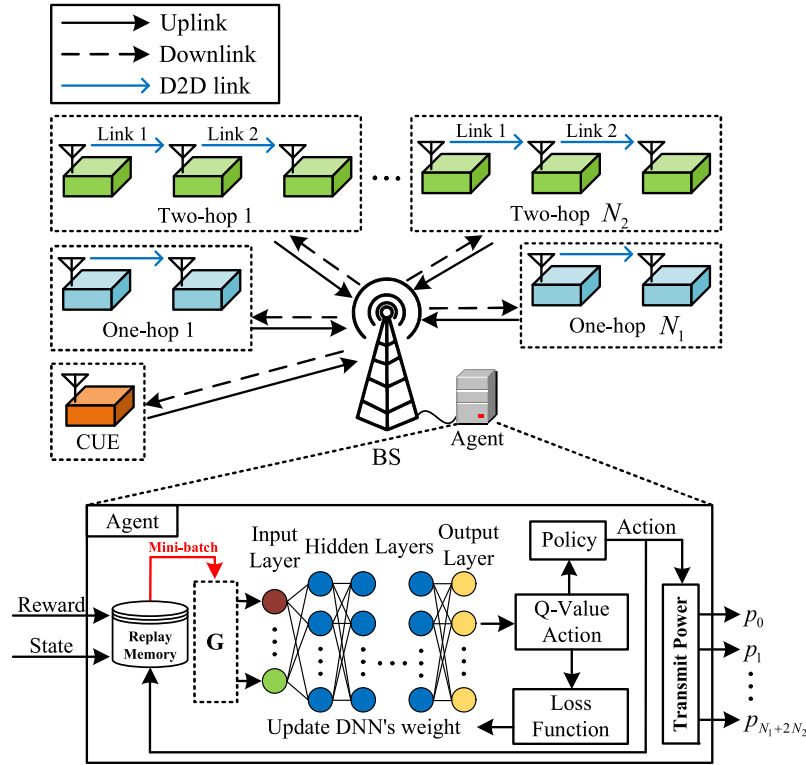 Uplink
Downlink
D2D link
Link 1
Link 2
Link 1
Link 2
Two-hop 1
...
Two-hop N₂
One-hop 1
One-hop N₁
CUE
BS
Agent
Agent
Mini-batch
Input Layer
Hidden Layers
Output Layer
Policy
Action
Reward
State
Replay Memory
G
Q-Value Action
Loss Function
Update DNN's weight
Transmit Power
p₀
p₁
p_{N₁+2N₂}